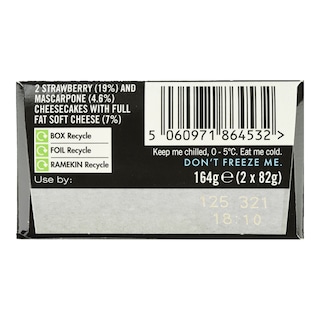 2 STRAWBERRY (19%) AND
MASCARPONE (4.6%)
CHEESECAKES WITH FULL
FAT SOFT CHEESE (7%)
BOX Recycle
FOIL Recycle
RAMEKIN Recycle
Use by:
5 060971 864532 >
Keep me chilled, 0 - 5°C. Eat me cold.
DON'T FREEZE ME.
164g℮(2 x 82g)
125 321
18:10